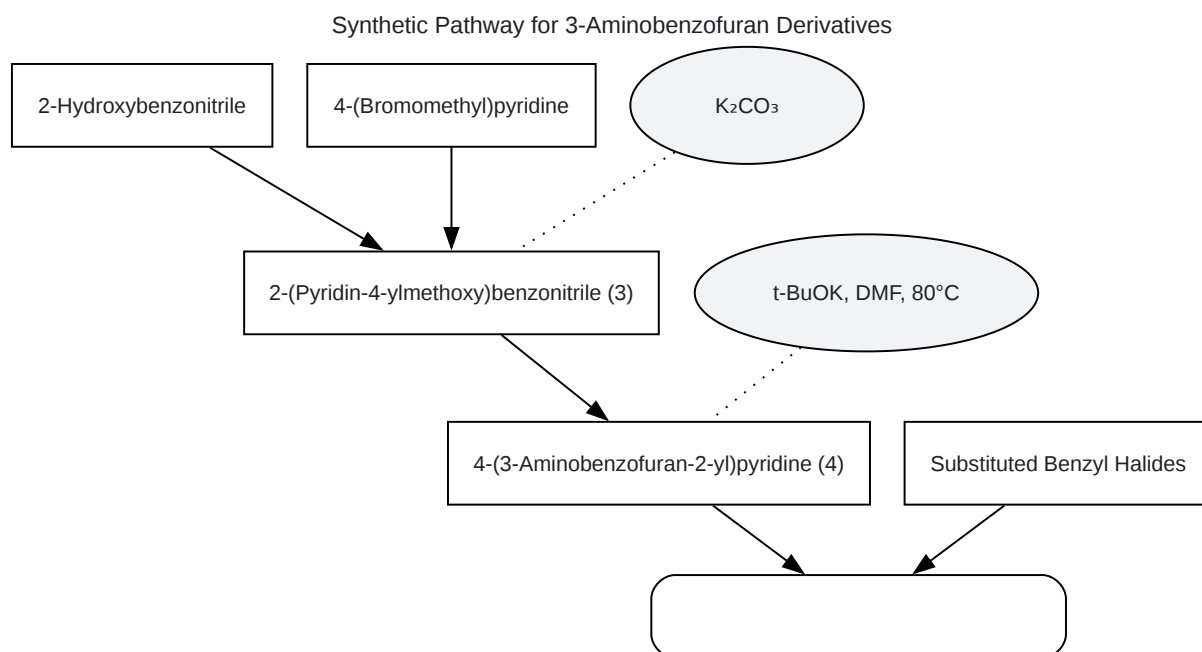 Synthetic Pathway for 3-Aminobenzofuran Derivatives
2-Hydroxybenzonitrile
4-(Bromomethyl)pyridine
K₂CO₃
2-(Pyridin-4-ylmethoxy)benzonitrile (3)
t-BuOK, DMF, 80°C
4-(3-Aminobenzofuran-2-yl)pyridine (4)
Substituted Benzyl Halides